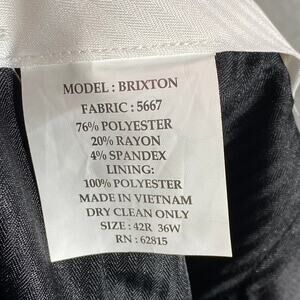 MODEL : BRIXTON
FABRIC : 5667
76% POLYESTER
20% RAYON
4% SPANDEX
LINING:
100% POLYESTER
MADE IN VIETNAM
DRY CLEAN ONLY
SIZE : 42R 36W
RN : 62815